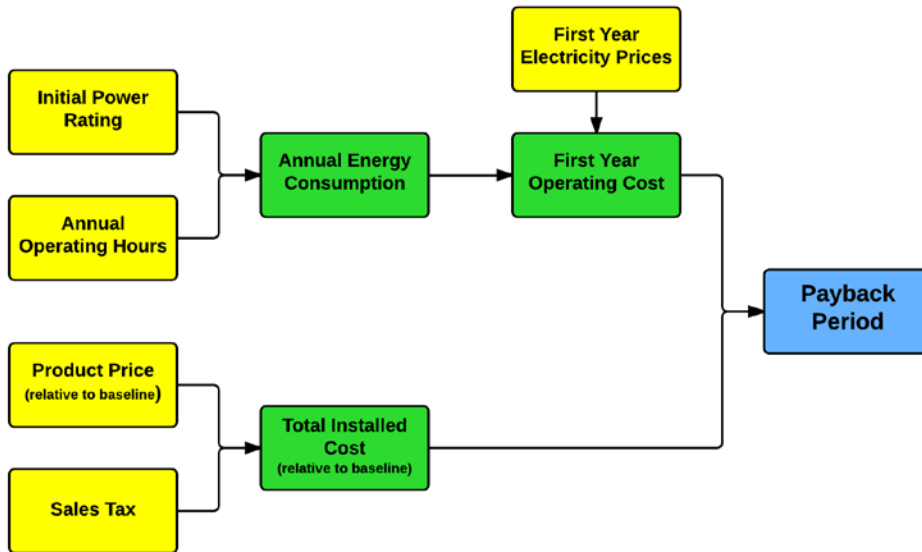 First Year
Electricity Prices
Initial Power
Rating
Annual Energy
Consumption
First Year
Operating Cost
Annual
Operating Hours
Payback
Period
Product Price
(relative to baseline)
Total Installed
Cost
(relative to baseline)
Sales Tax